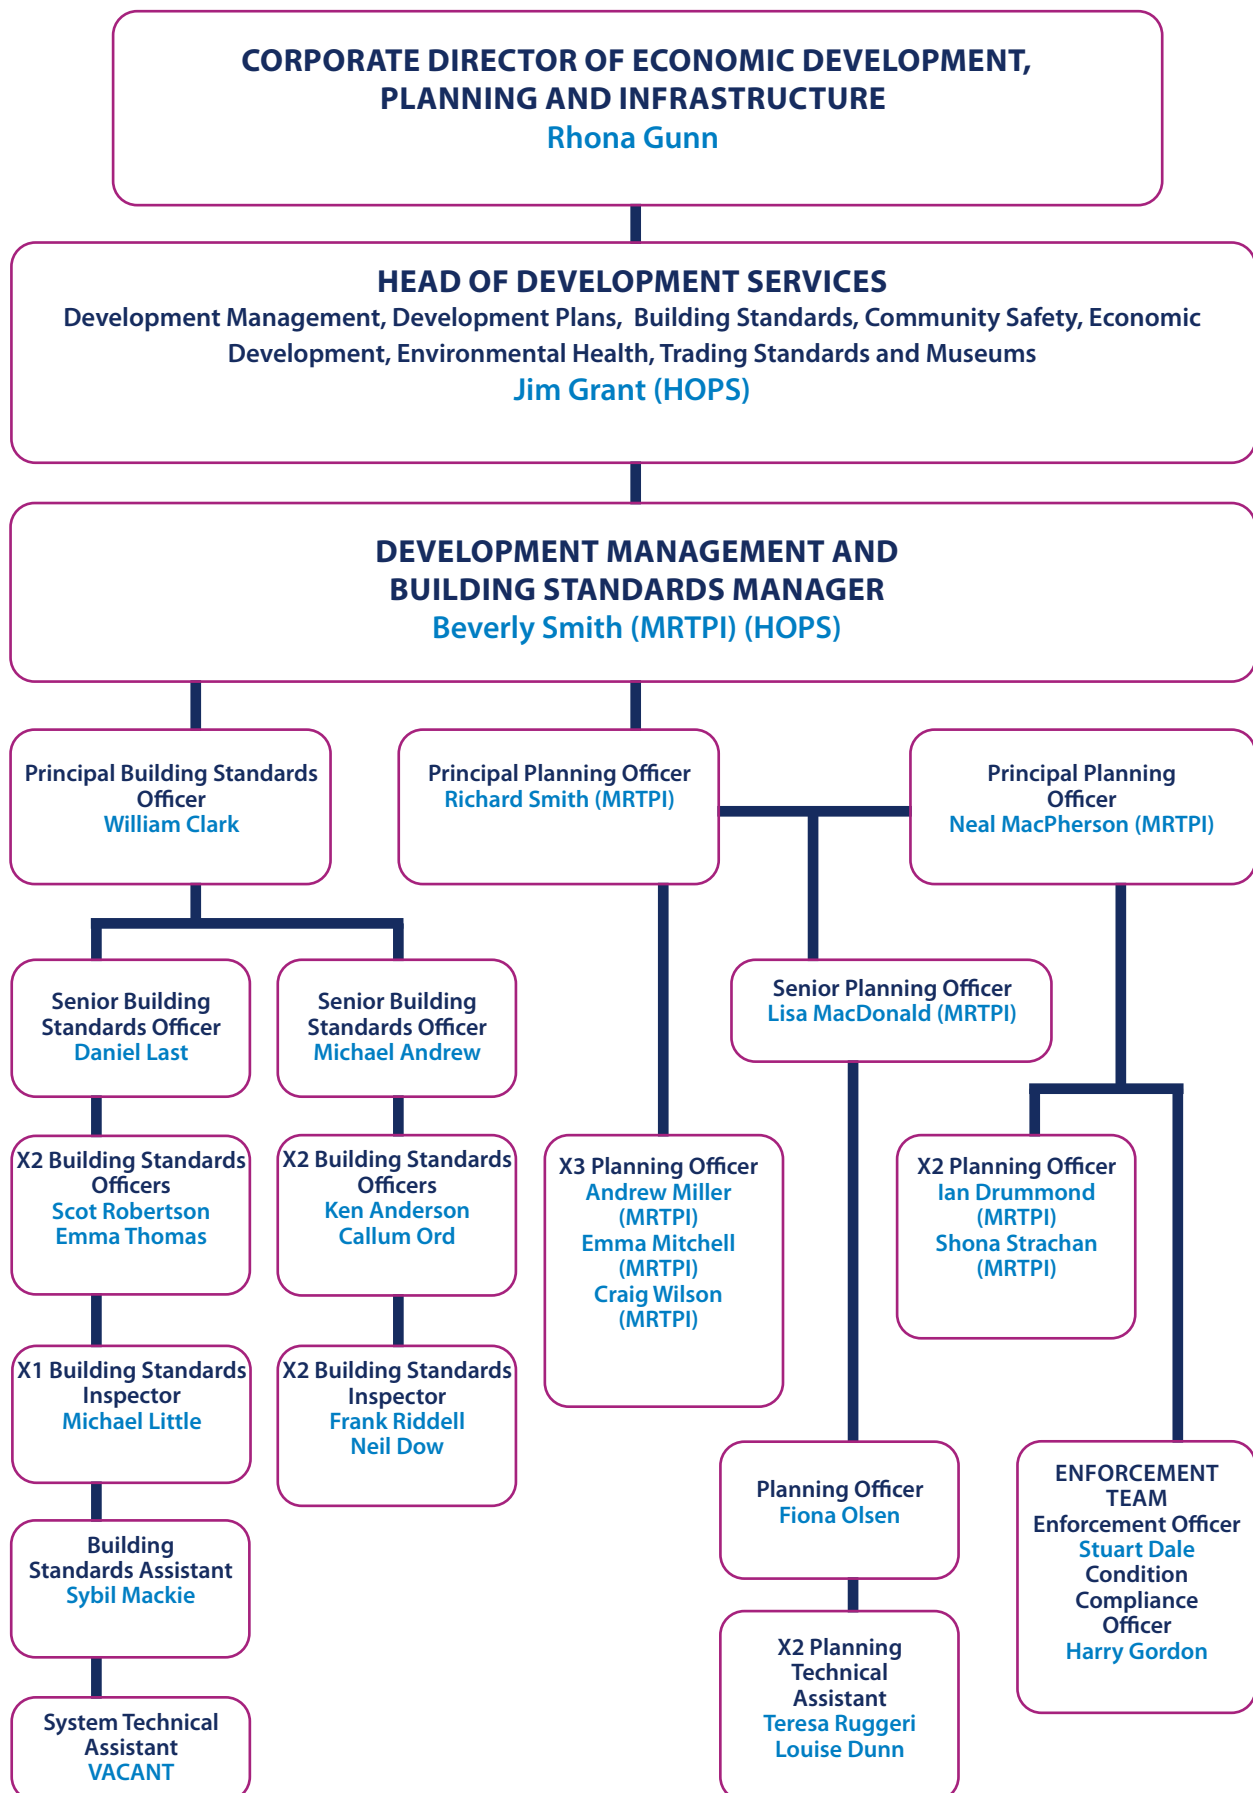 CORPORATE DIRECTOR OF ECONOMIC DEVELOPMENT,
PLANNING AND INFRASTRUCTURE
Rhona Gunn
HEAD OF DEVELOPMENT SERVICES
Development Management, Development Plans, Building Standards, Community Safety, Economic
Development, Environmental Health, Trading Standards and Museums
Jim Grant (HOPS)
DEVELOPMENT MANAGEMENT AND
BUILDING STANDARDS MANAGER
Beverly Smith (MRTPI) (HOPS)
Principal Building Standards
Officer
William Clark
Principal Planning Officer
Richard Smith (MRTPI)
Principal Planning
Officer
Neal MacPherson (MRTPI)
Senior Building
Standards Officer
Daniel Last
Senior Building
Standards Officer
Michael Andrew
Senior Planning Officer
Lisa MacDonald (MRTPI)
X2 Building Standards
Officers
Scot Robertson
Emma Thomas
X2 Building Standards
Officers
Ken Anderson
Callum Ord
X3 Planning Officer
Andrew Miller
(MRTPI)
Emma Mitchell
(MRTPI)
Craig Wilson
(MRTPI)
X2 Planning Officer
Ian Drummond
(MRTPI)
Shona Strachan
(MRTPI)
X1 Building Standards
Inspector
Michael Little
X2 Building Standards
Inspector
Frank Riddell
Neil Dow
Planning Officer
Fiona Olsen
ENFORCEMENT
TEAM
Enforcement Officer
Stuart Dale
Condition
Compliance
Officer
Harry Gordon
Building
Standards Assistant
Sybil Mackie
X2 Planning
Technical
Assistant
Teresa Ruggeri
Louise Dunn
System Technical
Assistant
VACANT